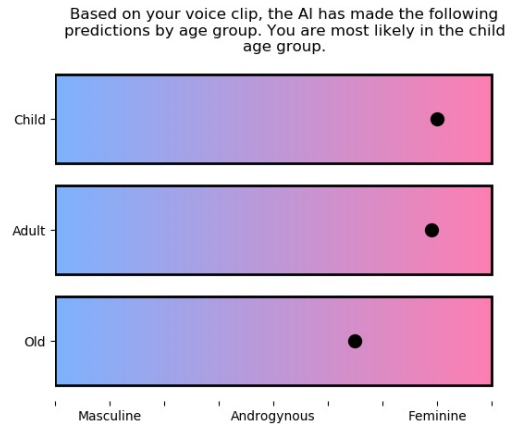 Based on your voice clip, the AI has made the following
predictions by age group. You are most likely in the child
age group.
Child
Adult
Old
Masculine
Androgynous
Feminine